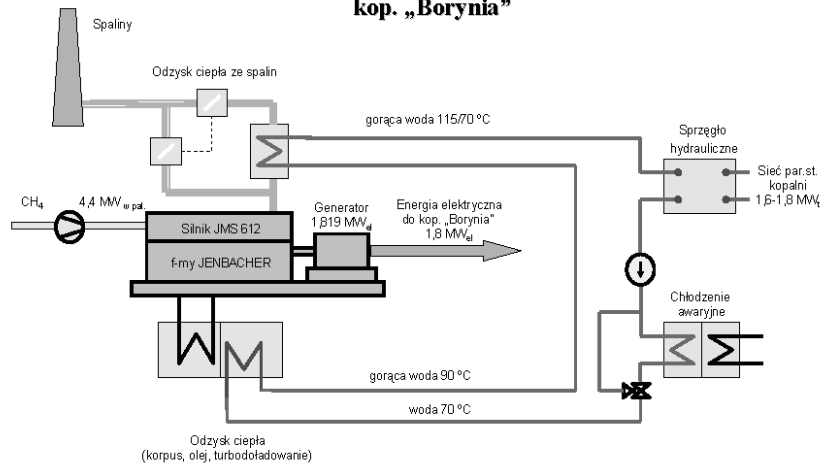 kop. „Borynia”
Spaliny
Odzysk ciepła ze spalin
gorąca woda 115/70 °C
Sprzęgło
hydrauliczne
Sieć par.st.
kopalni
1,6-1,8 MWt
CH4
4,4 MW w pal.
Silnik JMS 612
f-my JENBACHER
Generator
1,819 MWel
Energia elektryczna
do kop. „Borynia”
1,8 MWel
Chłodzenie
awaryjne
gorąca woda 90 °C
woda 70 °C
Odzysk ciepła
(korpus, olej, turbodoładowanie)